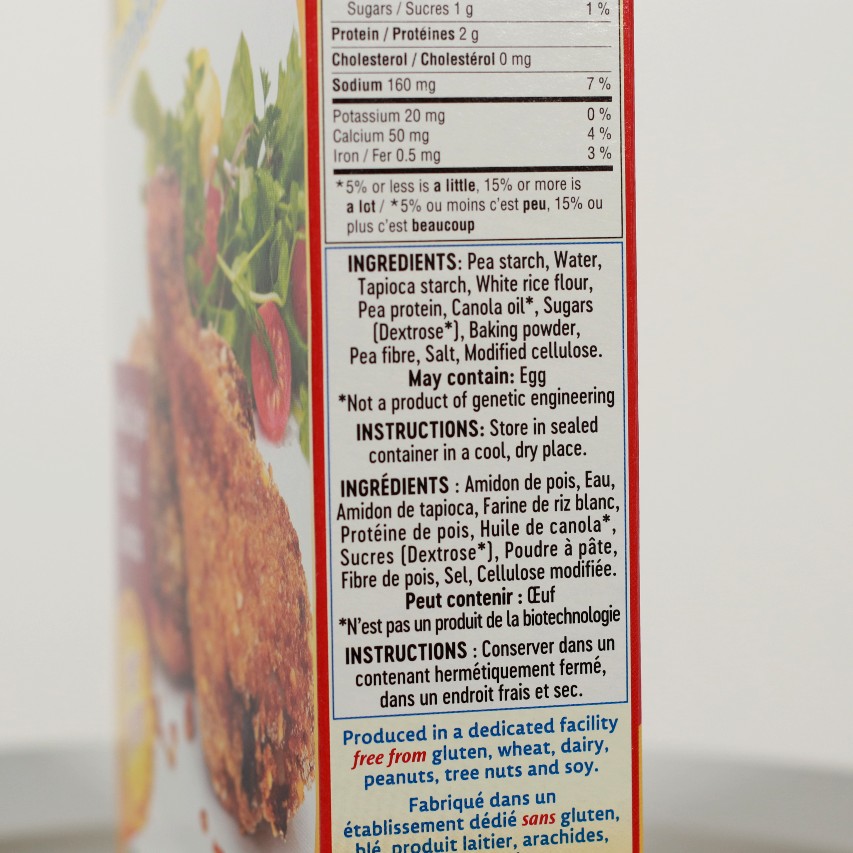 Sugars / Sucres 1 g 1 %
Protein / Protéines 2 g
Cholesterol / Cholestérol 0 mg
Sodium 160 mg 7 %
Potassium 20 mg 0 %
Calcium 50 mg 4 %
Iron / Fer 0.5 mg 3 %
*5% or less is a little, 15% or more is
a lot / *5% ou moins c'est peu, 15% ou
plus c'est beaucoup
INGREDIENTS: Pea starch, Water,
Tapioca starch, White rice flour,
Pea protein, Canola oil*, Sugars
(Dextrose*), Baking powder,
Pea fibre, Salt, Modified cellulose.
May contain: Egg
*Not a product of genetic engineering
INSTRUCTIONS: Store in sealed
container in a cool, dry place.
INGRÉDIENTS : Amidon de pois, Eau,
Amidon de tapioca, Farine de riz blanc,
Protéine de pois, Huile de canola*,
Sucres (Dextrose*), Poudre à pâte,
Fibre de pois, Sel, Cellulose modifiée.
Peut contenir : Œuf
*N'est pas un produit de la biotechnologie
INSTRUCTIONS : Conserver dans un
contenant hermétiquement fermé,
dans un endroit frais et sec.
Produced in a dedicated facility
free from gluten, wheat, dairy,
peanuts, tree nuts and soy.
Fabriqué dans un
établissement dédié sans gluten,
blé, produit laitier, arachides,